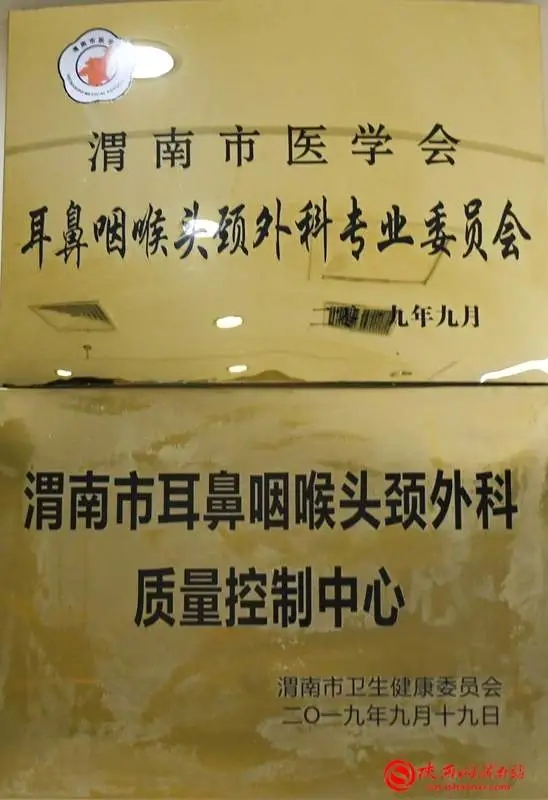 渭南市医学会
耳鼻咽喉头颈外科专业委员会
九年九月
渭南市耳鼻咽喉头颈外科
质量控制中心
渭南市卫生健康委员会
二〇一九年九月十九日